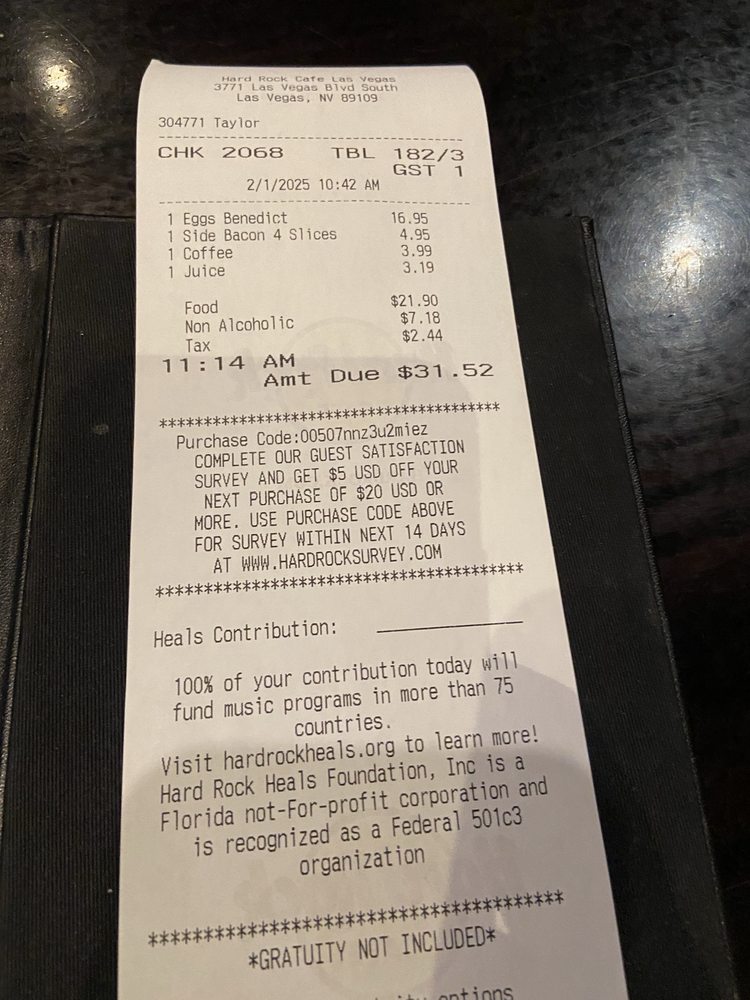 Hard Rock Cafe Las Vegas
3771 Las Vegas Blvd South
Las Vegas, NV 89109
304771 Taylor
CHK 2068 TBL 182/3
GST 1
2/1/2025 10:42 AM
1 Eggs Benedict 16.95
1 Side Bacon 4 Slices 4.95
1 Coffee 3.99
1 Juice 3.19
Food $21.90
Non Alcoholic $7.18
Tax $2.44
11:14 AM
Amt Due $31.52
****************************************
Purchase Code:00507nnz3u2miez
COMPLETE OUR GUEST SATISFACTION
SURVEY AND GET $5 USD OFF YOUR
NEXT PURCHASE OF $20 USD OR
MORE. USE PURCHASE CODE ABOVE
FOR SURVEY WITHIN NEXT 14 DAYS
AT WWW.HARDROCKSURVEY.COM
****************************************
Heals Contribution: _______________
100% of your contribution today will
fund music programs in more than 75
countries.
Visit hardrockheals.org to learn more!
Hard Rock Heals Foundation, Inc is a
Florida not-For-profit corporation and
is recognized as a Federal 501c3
organization
****************************************
*GRATUITY NOT INCLUDED*
options